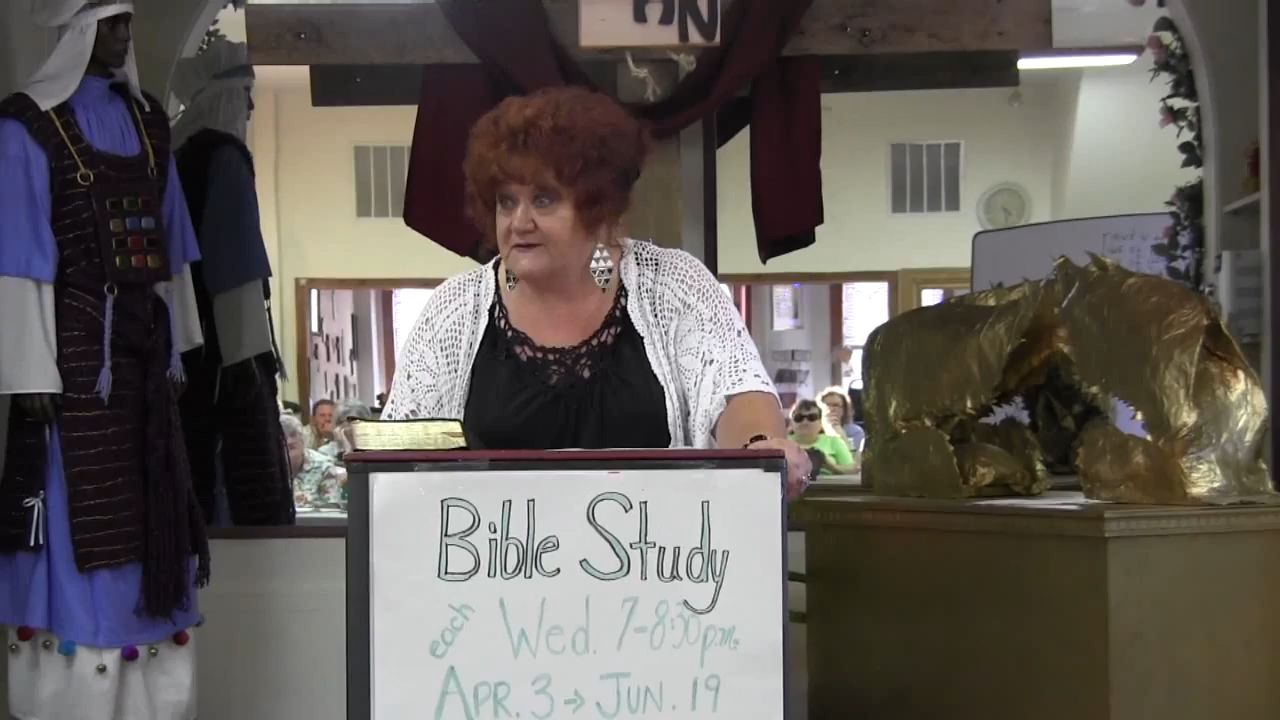 Bible Study
each Wed. 7-8:30pm.
APR. 3 → JUN. 19